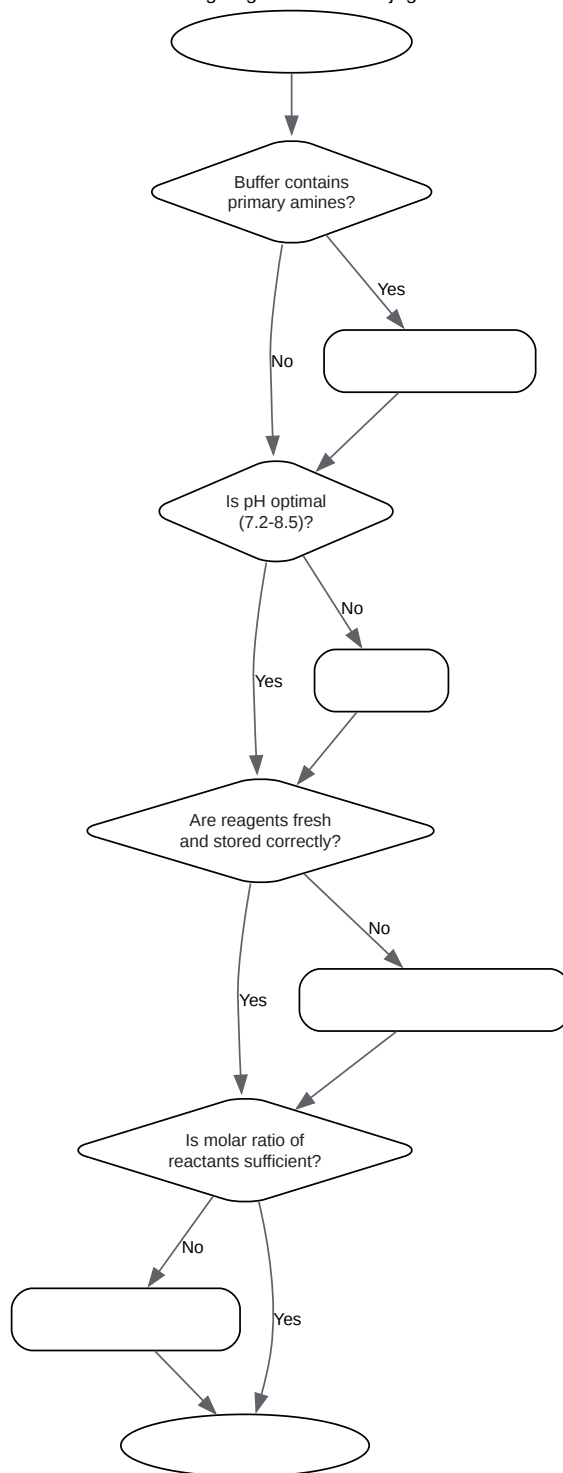 Buffer contains
primary amines?
Yes
No
Is pH optimal
(7.2-8.5)?
No
Yes
Are reagents fresh
and stored correctly?
No
Yes
Is molar ratio of
reactants sufficient?
No
Yes